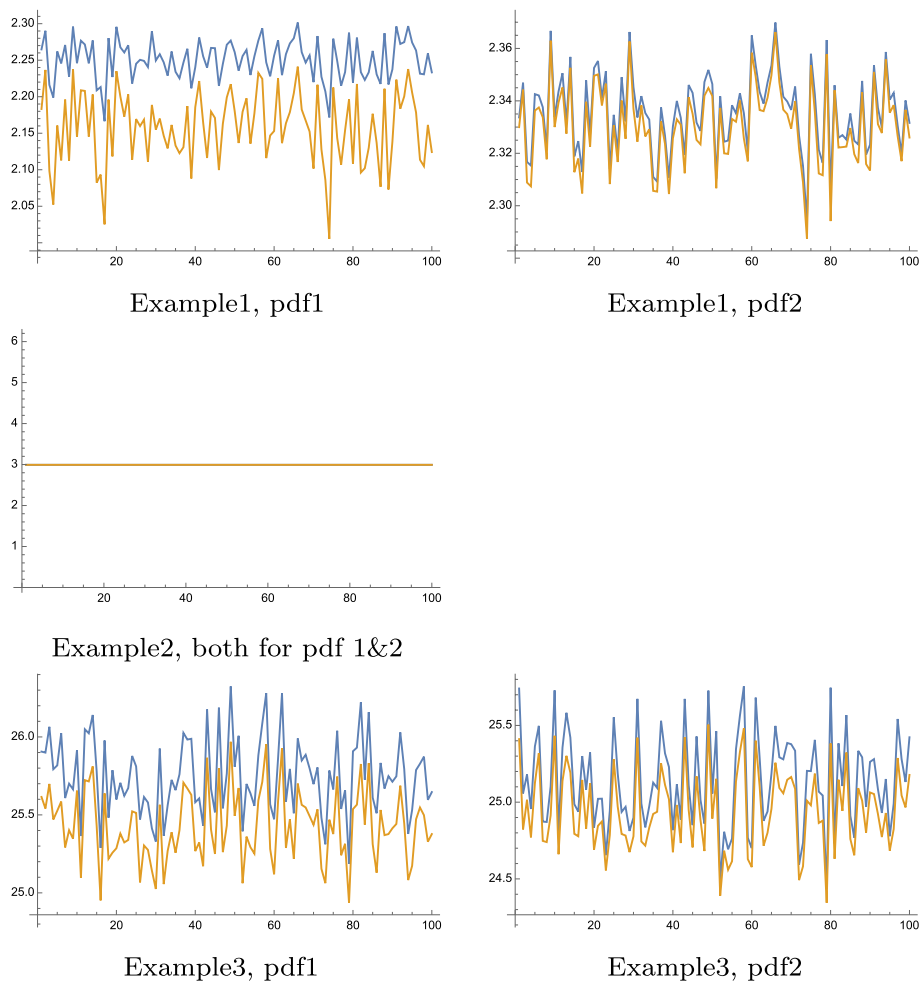 2.30
2.25
2.20
2.15
2.10
2.05
20 40 60 80 100
Example1, pdf1
2.36
2.34
2.32
2.30
20 40 60 80 100
Example1, pdf2
6
5
4
3
2
1
20 40 60 80 100
Example2, both for pdf 1&2
26.0
25.5
25.0
20 40 60 80 100
Example3, pdf1
25.5
25.0
24.5
20 40 60 80 100
Example3, pdf2